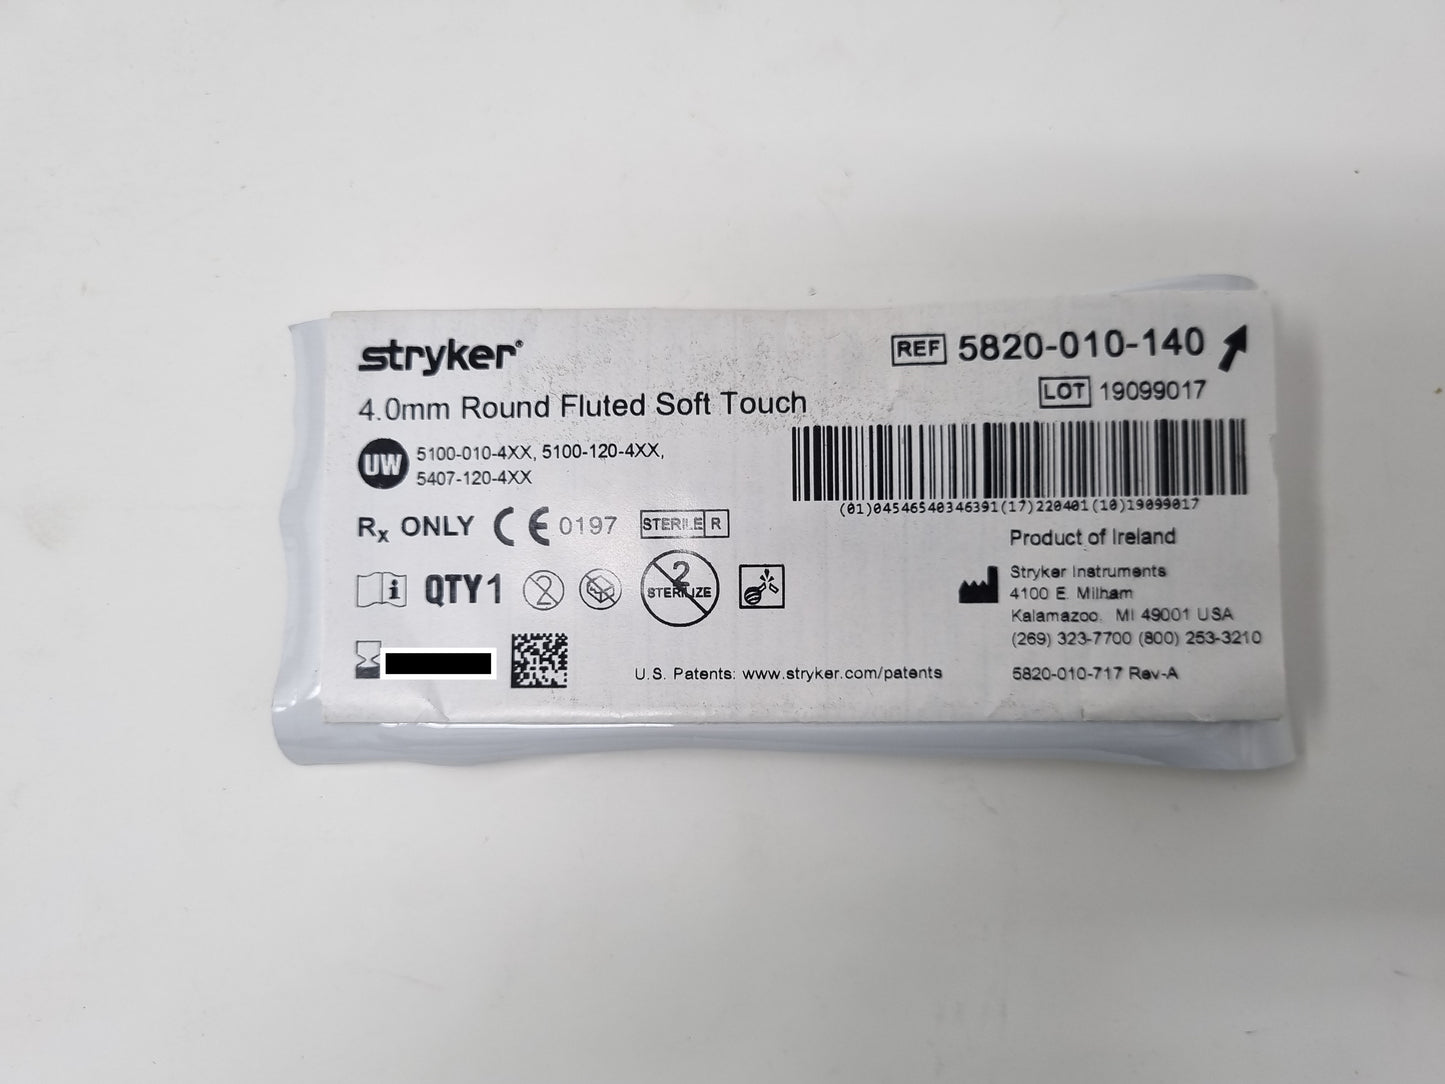 stryker®
4.0mm Round Fluted Soft Touch
UW 5100-010-4XX, 5100-120-4XX,
5407-120-4XX
Rx ONLY CE 0197 STERILE R
i QTY 1 2 2 STERILIZE
REF 5820-010-140
LOT 19099017
(01)04546540346391(17)220401(10)19099017
Product of Ireland
Stryker Instruments
4100 E. Milham
Kalamazoo, MI 49001 USA
(269) 323-7700 (800) 253-3210
U.S. Patents: www.stryker.com/patents
5820-010-717 Rev-A